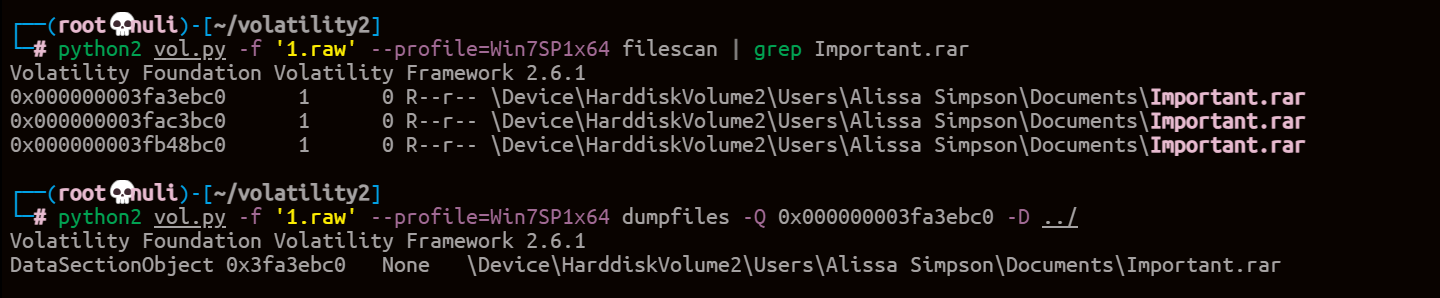 ┌──(root💀nuli)-[~/volatility2]
└─# python2 vol.py -f '1.raw' --profile=Win7SP1x64 filescan | grep Important.rar
Volatility Foundation Volatility Framework 2.6.1
0x000000003fa3ebc0      1      0 R--r-- \Device\HarddiskVolume2\Users\Alissa Simpson\Documents\Important.rar
0x000000003fac3bc0      1      0 R--r-- \Device\HarddiskVolume2\Users\Alissa Simpson\Documents\Important.rar
0x000000003fb48bc0      1      0 R--r-- \Device\HarddiskVolume2\Users\Alissa Simpson\Documents\Important.rar
┌──(root💀nuli)-[~/volatility2]
└─# python2 vol.py -f '1.raw' --profile=Win7SP1x64 dumpfiles -Q 0x000000003fa3ebc0 -D ../
Volatility Foundation Volatility Framework 2.6.1
DataSectionObject 0x3fa3ebc0   None   \Device\HarddiskVolume2\Users\Alissa Simpson\Documents\Important.rar